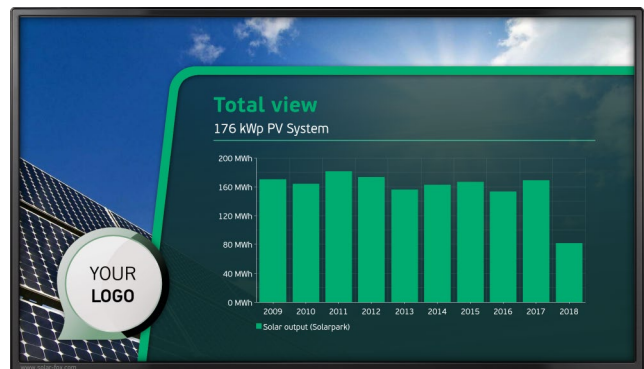 Total view
176 kWp PV System
200 MWh
160 MWh
120 MWh
80 MWh
40 MWh
0 MWh
2009 2010 2011 2012 2013 2014 2015 2016 2017 2018
Solar output (Solarpark)
YOUR
LOGO
www.solar-fox.com